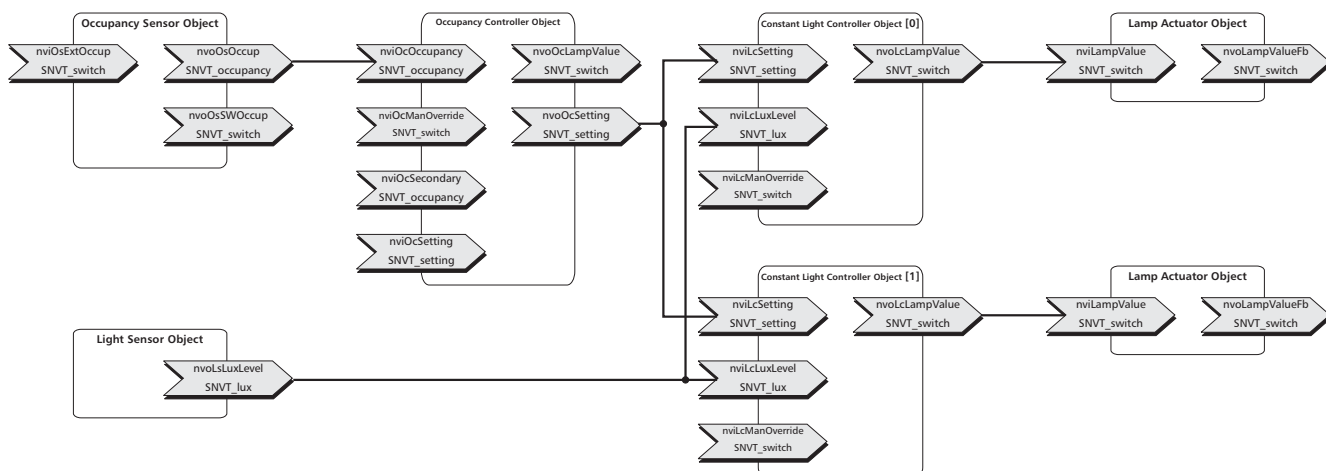 Occupancy Sensor Object
nviOsExtOccup
SNVT_switch
nvoOsOccup
SNVT_occupancy
nvoOsSWOccup
SNVT_switch
Occupancy Controller Object
nviOcOccupancy
SNVT_occupancy
nviOcManOverride
SNVT_switch
nviOcSecondary
SNVT_occupancy
nviOcSetting
SNVT_setting
nvoOcLampValue
SNVT_switch
nvoOcSetting
SNVT_setting
Constant Light Controller Object [0]
nviLcSetting
SNVT_setting
nviLcLuxLevel
SNVT_lux
nviLcManOverride
SNVT_switch
nvoLcLampValue
SNVT_switch
Lamp Actuator Object
nviLampValue
SNVT_switch
nvoLampValueFb
SNVT_switch
Light Sensor Object
nvoLsLuxLevel
SNVT_lux
Constant Light Controller Object [1]
nviLcSetting
SNVT_setting
nviLcLuxLevel
SNVT_lux
nviLcManOverride
SNVT_switch
nvoLcLampValue
SNVT_switch
Lamp Actuator Object
nviLampValue
SNVT_switch
nvoLampValueFb
SNVT_switch